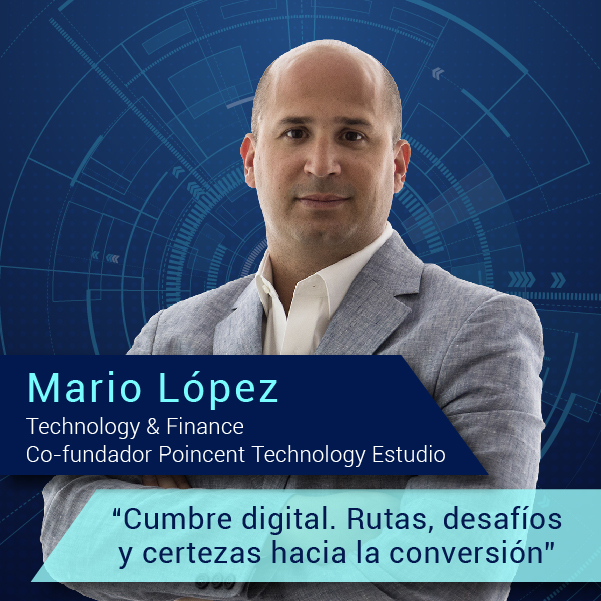 Mario López
Technology & Finance
Co-fundador Poincent Technology Estudio
“Cumbre digital. Rutas, desafíos
y certezas hacia la conversión”